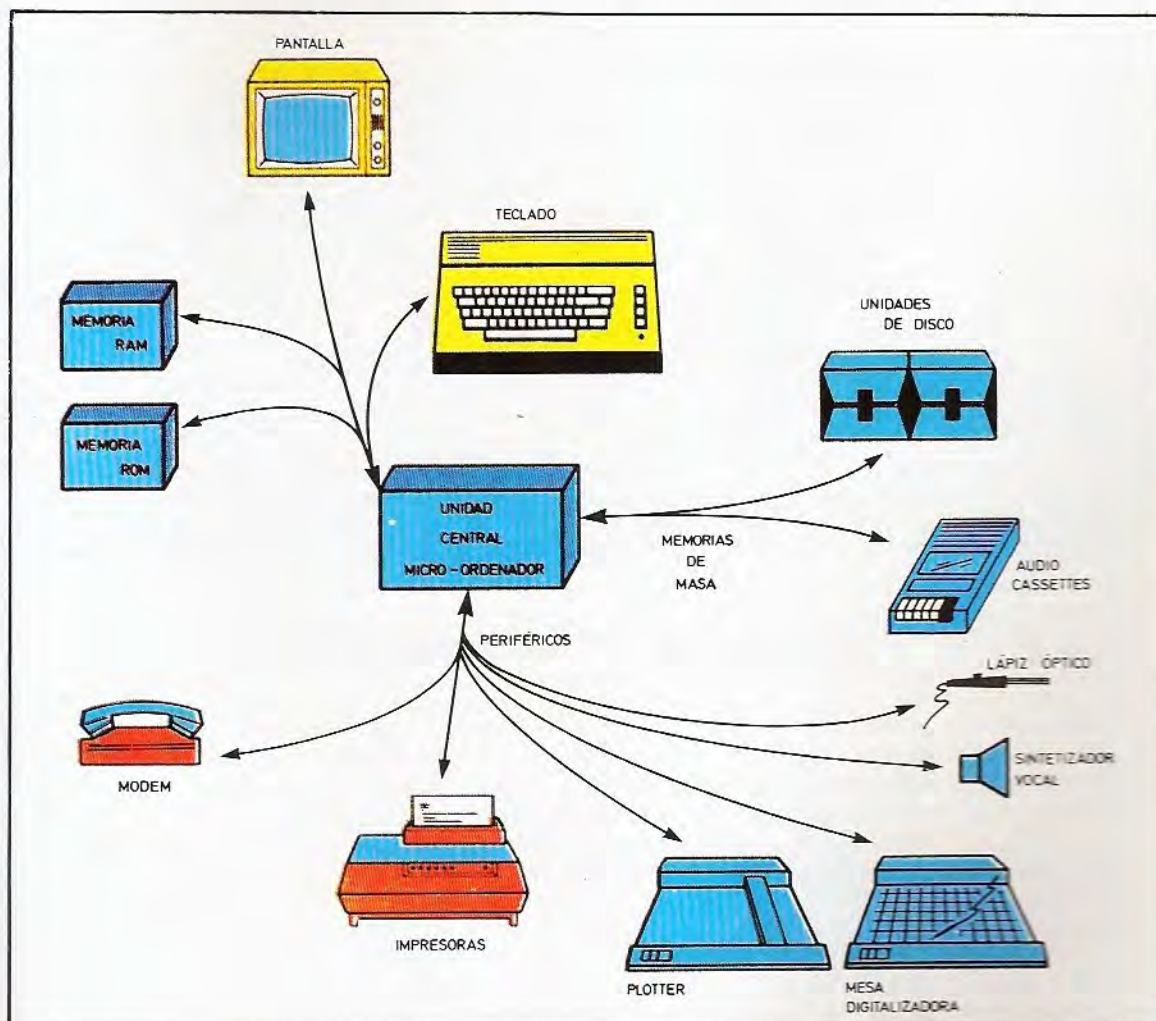 PANTALLA
TECLADO
UNIDADES
DE DISCO
MEMORIA
RAM
MEMORIA
ROM
UNIDAD
CENTRAL
MICRO-ORDENADOR
MEMORIAS
DE
MASA
AUDIO
CASSETTES
PERIFÉRICOS
LÁPIZ ÓPTICO
SINTETIZADOR
VOCAL
MODEM
IMPRESORAS
PLOTTER
MESA
DIGITALIZADORA